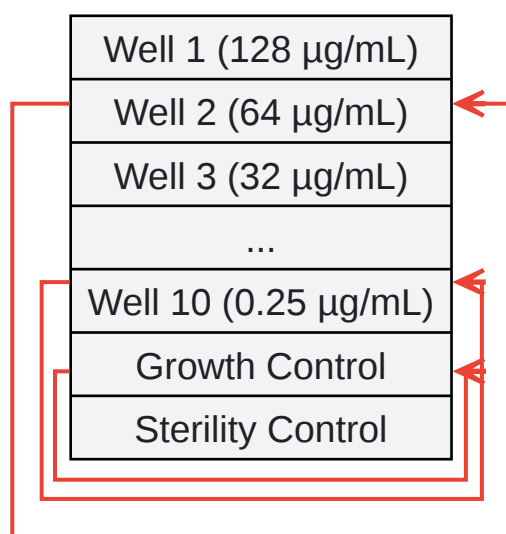 Well 1 (128 µg/mL)
Well 2 (64 µg/mL)
Well 3 (32 µg/mL)
...
Well 10 (0.25 µg/mL)
Growth Control
Sterility Control